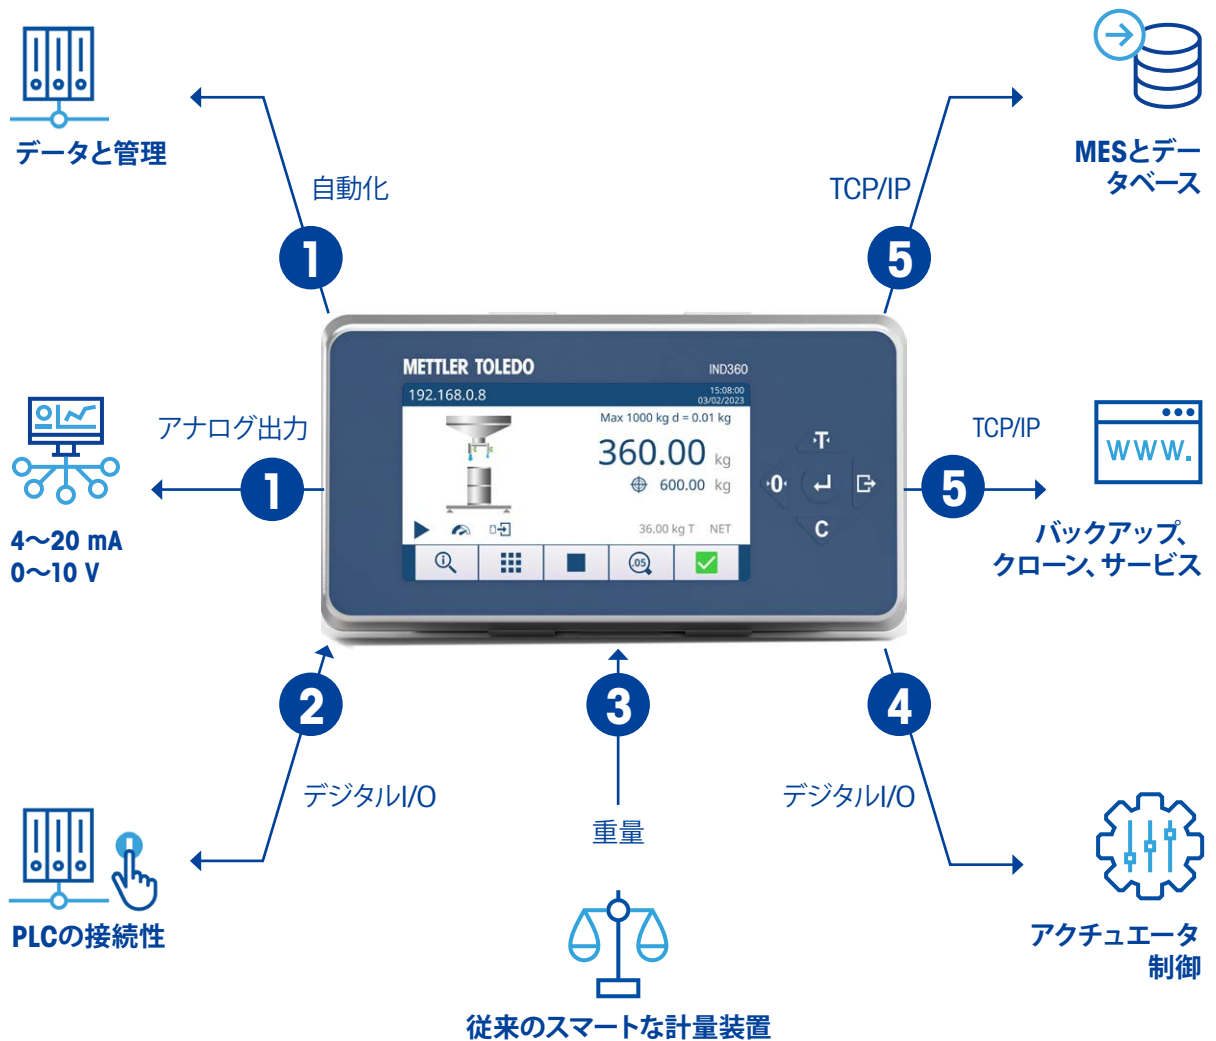 データと管理
自動化
1
TCP/IP
5
MESとデー
タベース
METTLER TOLEDO
IND360
192.168.0.8
15:08:00
03/02/2023
Max 1000 kg d = 0.01 kg
360.00 kg
600.00 kg
36.00 kg T NET
.05
T
0
C
アナログ出力
1
4~20 mA
0~10 V
TCP/IP
5
www.
バックアップ、
クローン、サービス
2
デジタルI/O
PLCの接続性
3
重量
従来のスマートな計量装置
4
デジタルI/O
アクチュエータ
制御